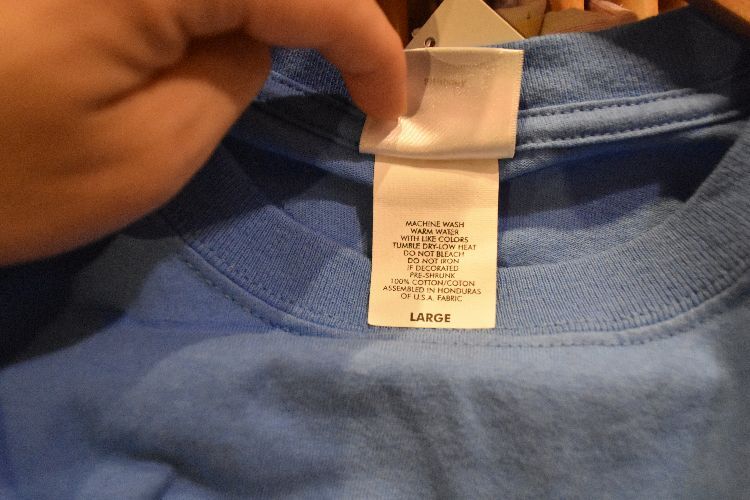 MACHINE WASH
WARM WATER
WITH LIKE COLORS
TUMBLE DRY-LOW HEAT
DO NOT BLEACH
DO NOT IRON
IF DECORATED
PRE-SHRUNK
100% COTTON/COTON
ASSEMBLED IN HONDURAS
OF U.S.A. FABRIC
LARGE